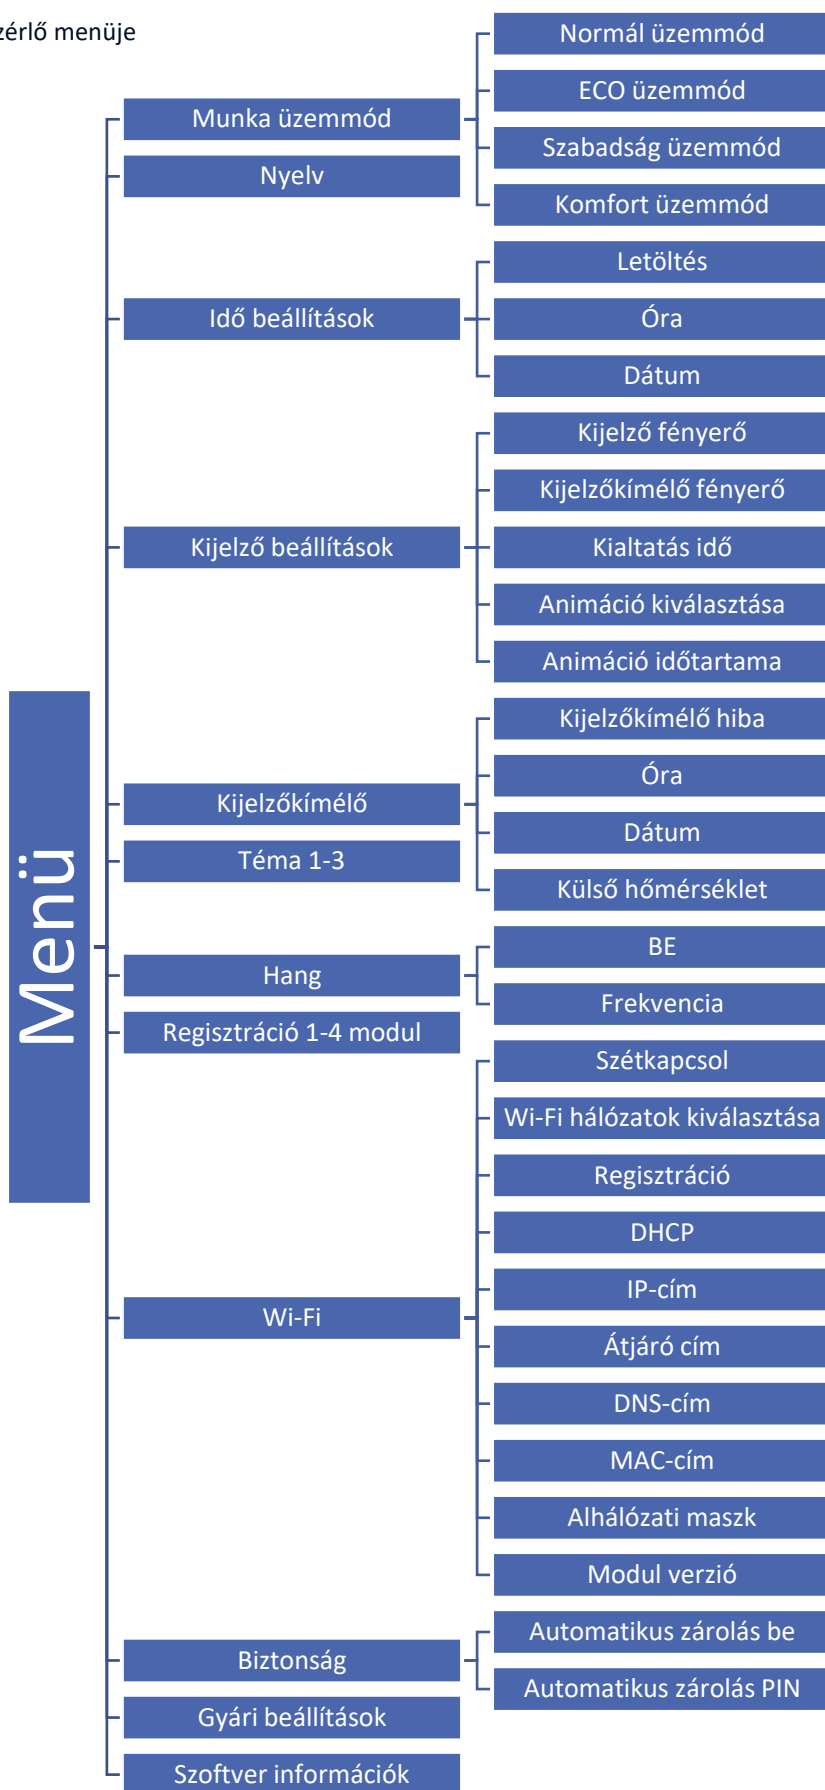 zérlő menüje
Menü
Munka üzemmód
Normál üzemmód
ECO üzemmód
Szabadság üzemmód
Komfort üzemmód
Nyelv
Idő beállítások
Letöltés
Óra
Dátum
Kijelző beállítások
Kijelző fényerő
Kijelzőkímélő fényerő
Kialtatás idő
Animáció kiválasztása
Animáció időtartama
Kijelzőkímélő
Kijelzőkímélő hiba
Óra
Dátum
Külső hőmérséklet
Téma 1-3
Hang
BE
Frekvencia
Regisztráció 1-4 modul
Wi-Fi
Szétkapcsol
Wi-Fi hálózatok kiválasztása
Regisztráció
DHCP
IP-cím
Átjáró cím
DNS-cím
MAC-cím
Alhálózati maszk
Modul verzió
Biztonság
Automatikus zárolás be
Automatikus zárolás PIN
Gyári beállítások
Szoftver információk